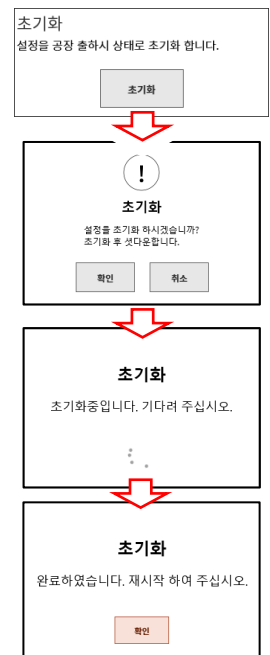 초기화
설정을 공장 출하시 상태로 초기화 합니다.
초기화
!
초기화
설정를 초기화 하시겠습니까?
초기화 후 셧다운합니다.
확인 취소
초기화
초기화중입니다. 기다려 주십시오.
초기화
완료하였습니다. 재시작 하여 주십시오.
확인